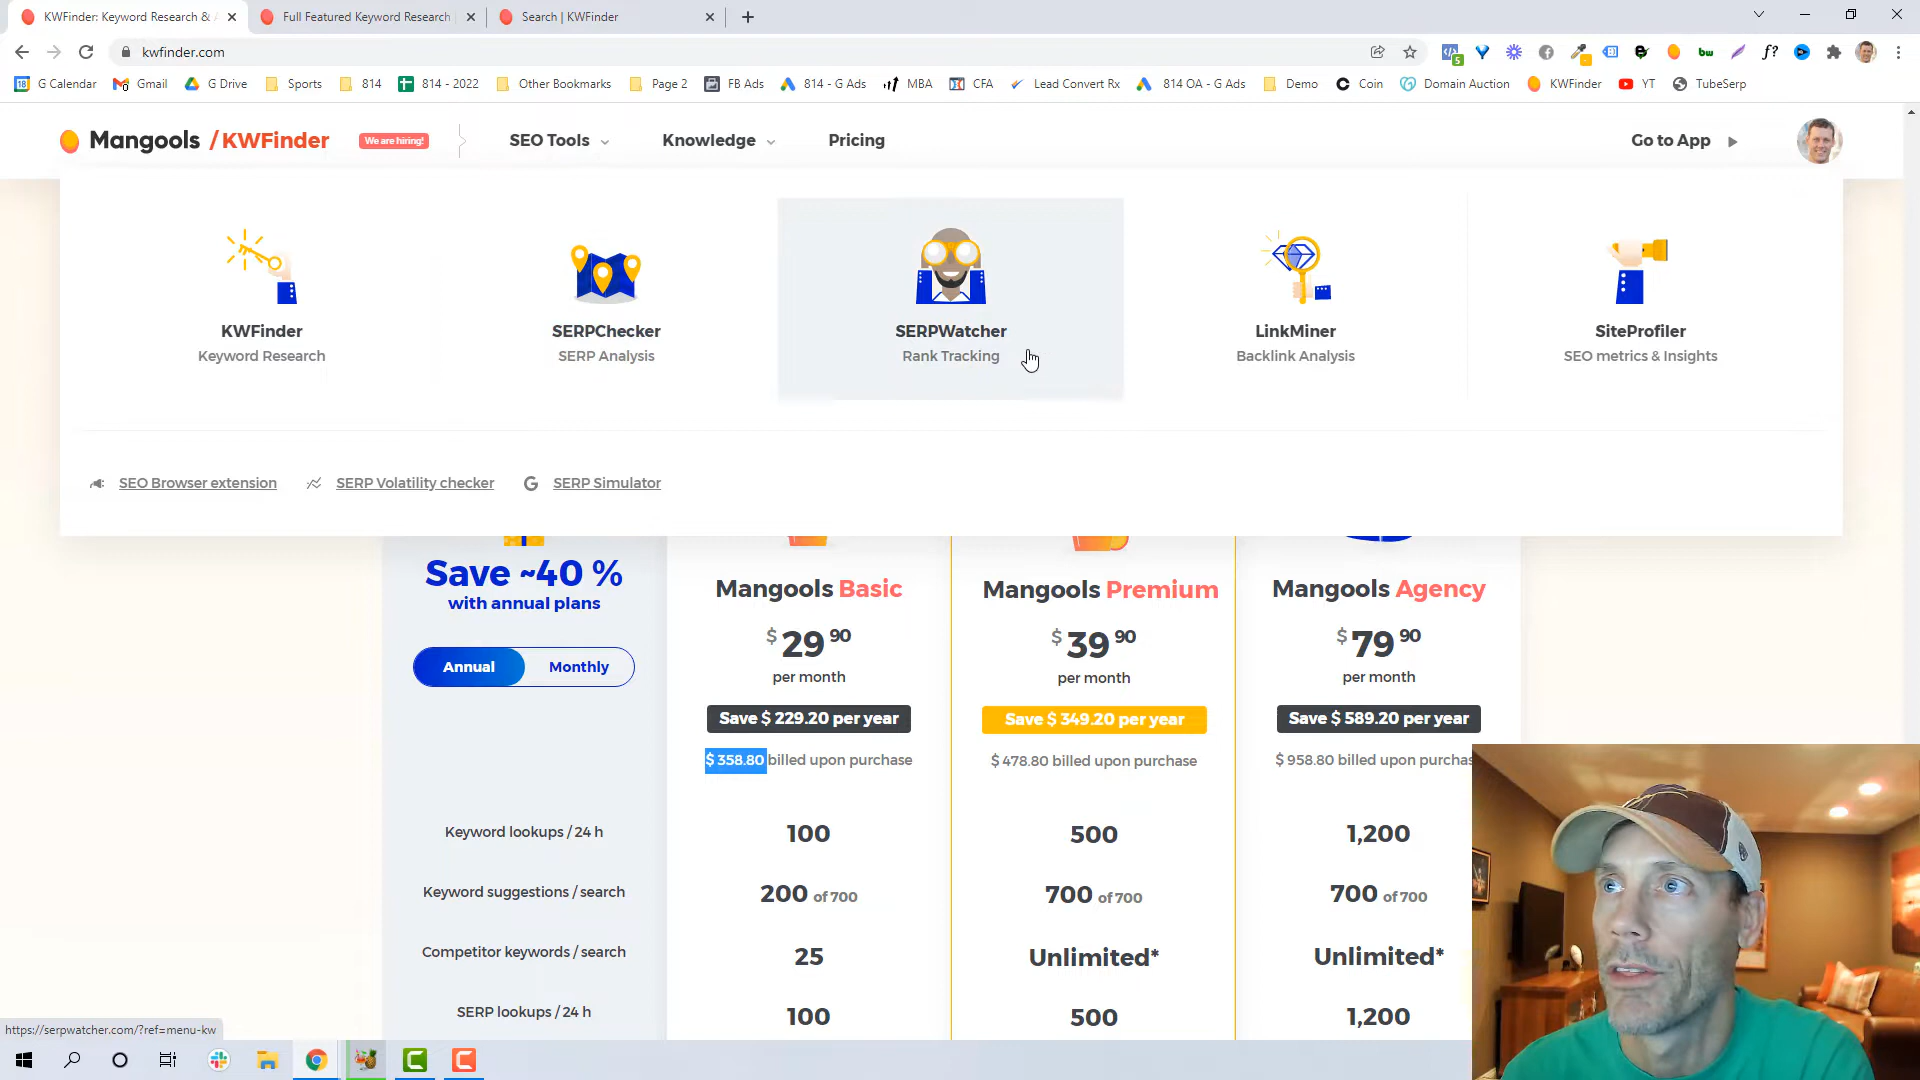 KWFinder: Keyword Research &
Full Featured Keyword Research
Search | KWFinder
kwfinder.com
5
18 G Calendar
Gmail
G Drive
Sports
814
814 - 2022
Other Bookmarks
Page 2
FB Ads
814 - G Ads
MBA
CFA
Lead Convert Rx
814 OA - G Ads
Demo
Coin
Domain Auction
KWFinder
YT
TubeSerp
Mangools / KWFinder
We are hiring!
SEO Tools
Knowledge
Pricing
Go to App
KWFinder
Keyword Research
SERPChecker
SERP Analysis
SERPWatcher
Rank Tracking
LinkMiner
Backlink Analysis
SiteProfiler
SEO metrics & Insights
SEO Browser extension
SERP Volatility checker
SERP Simulator
Save ~40 %
with annual plans
Annual
Monthly
Mangools Basic
$ 29 90
per month
Save $ 229.20 per year
$ 358.80 billed upon purchase
Mangools Premium
$ 39 90
per month
Save $ 349.20 per year
$ 478.80 billed upon purchase
Mangools Agency
$ 79 90
per month
Save $ 589.20 per year
$ 958.80 billed upon purchas
Keyword lookups / 24 h
100
500
1,200
Keyword suggestions / search
200 of 700
700 of 700
700 of 700
Competitor keywords / search
25
Unlimited*
Unlimited*
SERP lookups / 24 h
100
500
1,200
https://serpwatcher.com/?ref=menu-kw